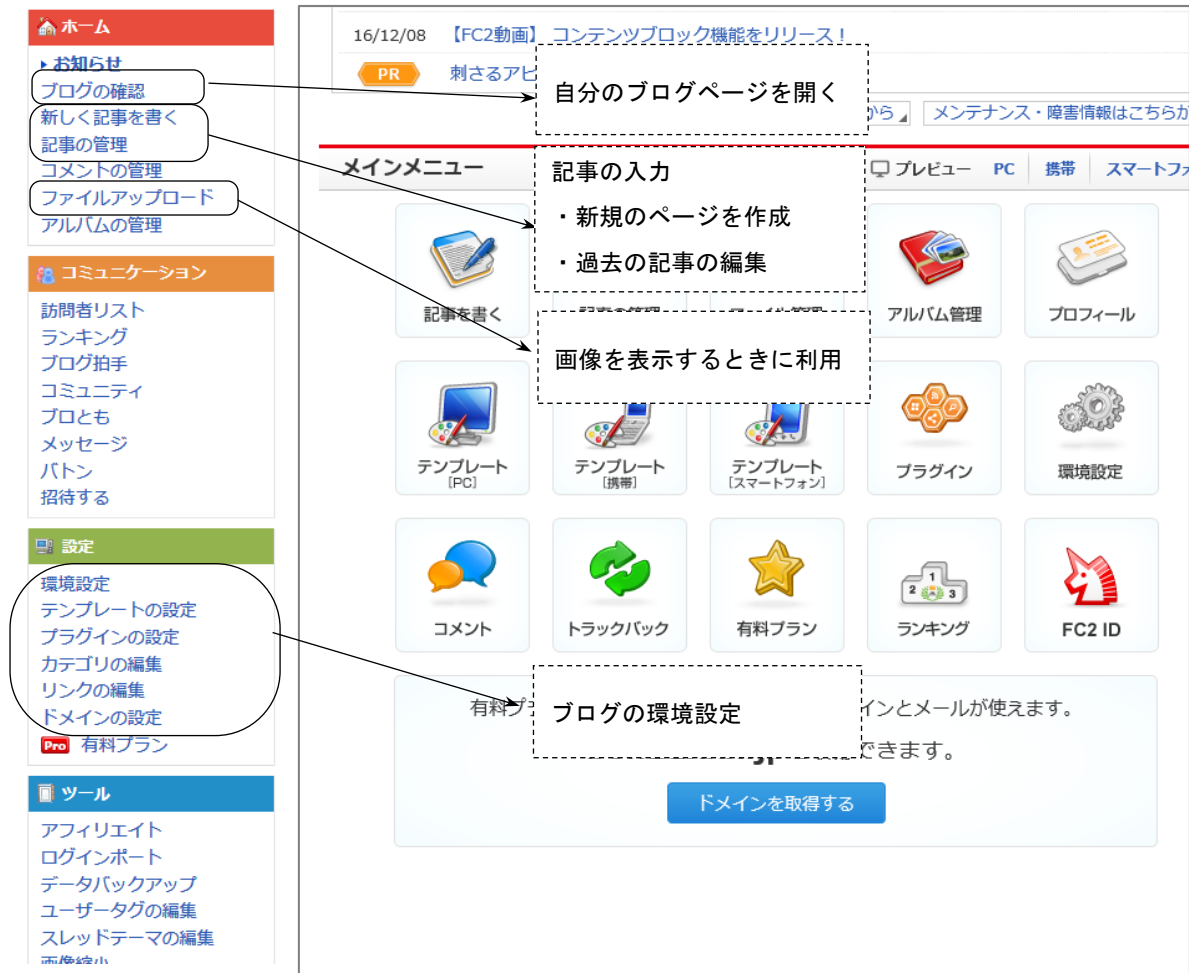 ホーム
お知らせ
ブログの確認
新しく記事を書く
記事の管理
コメントの管理
ファイルアップロード
アルバムの管理
コミュニケーション
訪問者リスト
ランキング
ブログ拍手
コミュニティ
ブロとも
メッセージ
バトン
招待する
設定
環境設定
テンプレートの設定
プラグインの設定
カテゴリの編集
リンクの編集
ドメインの設定
Pro 有料プラン
ツール
アフィリエイト
ログインポート
データバックアップ
ユーザータグの編集
スレッドテーマの編集
画像縮小
16/12/08 【FC2動画】 コンテンツブロック機能をリリース！
PR 刺さるアピ
自分のブログページを開く
から メンテナンス・障害情報はこちらか
メインメニュー プレビュー PC 携帯 スマートフォ
記事の入力
・新規のページを作成
・過去の記事の編集
記事を書く
アルバム管理 プロフィール
画像を表示するときに利用
テンプレート [PC]
テンプレート [携帯]
テンプレート [スマートフォン]
プラグイン
環境設定
コメント トラックバック 有料プラン ランキング FC2 ID
有料プ インとメールが使えます。
ブログの環境設定
できます。
ドメインを取得する